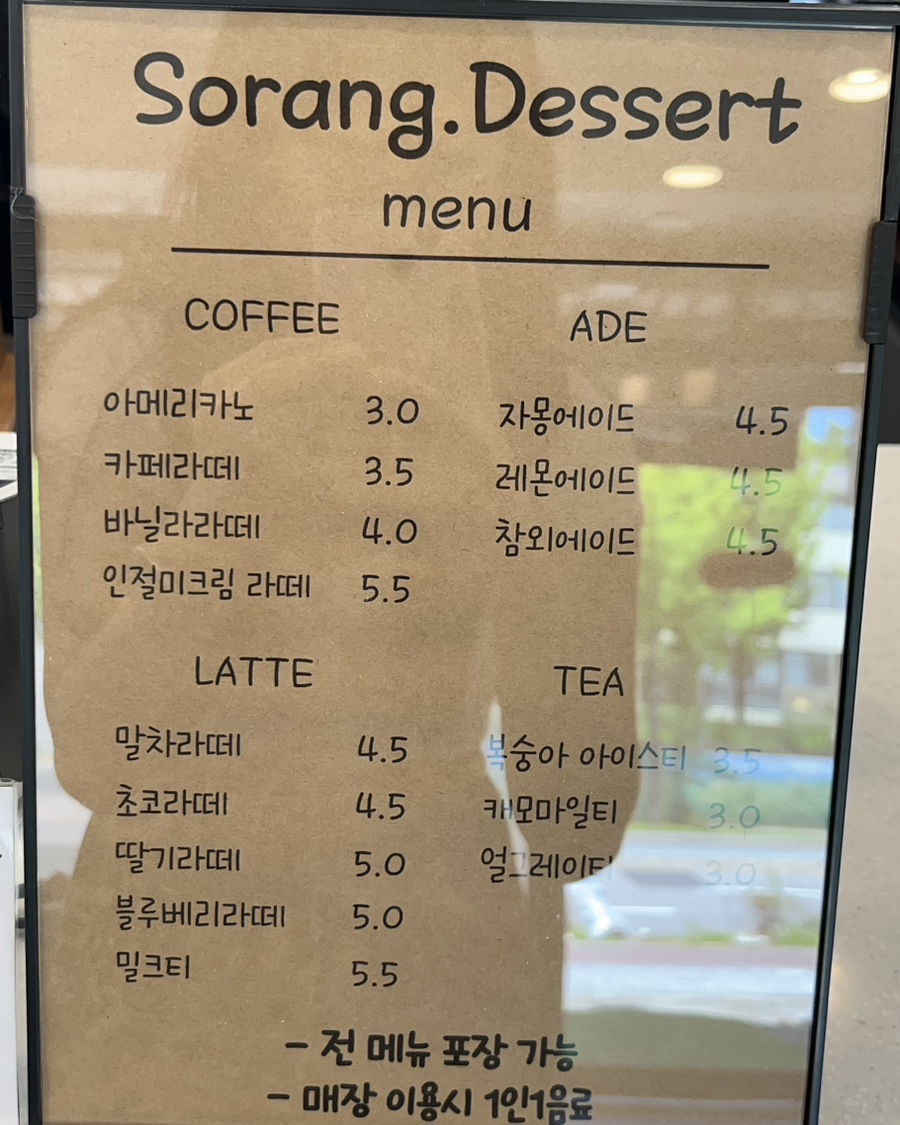 Sorang.Dessert
menu
COFFEE
아메리카노 3.0
카페라떼 3.5
바닐라라떼 4.0
인절미크림 라떼 5.5
ADE
자몽에이드 4.5
레몬에이드 4.5
참외에이드 4.5
LATTE
말차라떼 4.5
초코라떼 4.5
딸기라떼 5.0
블루베리라떼 5.0
밀크티 5.5
TEA
복숭아 아이스티 3.5
캐모마일티 3.0
얼그레이티 3.0
- 전 메뉴 포장 가능
- 매장 이용시 1인1음료